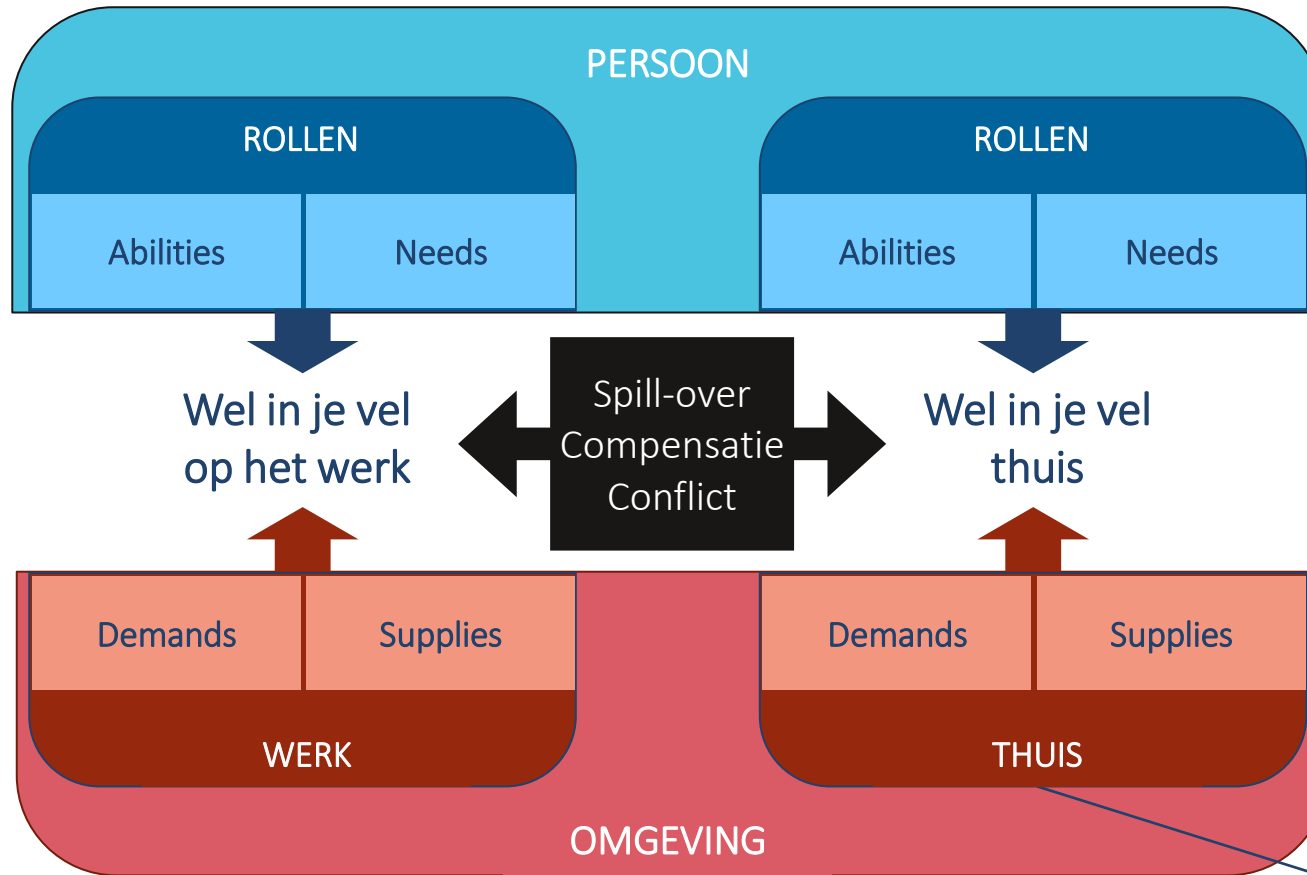 PERSOON
ROLLEN
ROLLEN
Abilities
Needs
Abilities
Needs
Wel in je vel
op het werk
Spill-over
Compensatie
Conflict
Wel in je vel
thuis
Demands
Supplies
Demands
Supplies
WERK
THUIS
OMGEVING